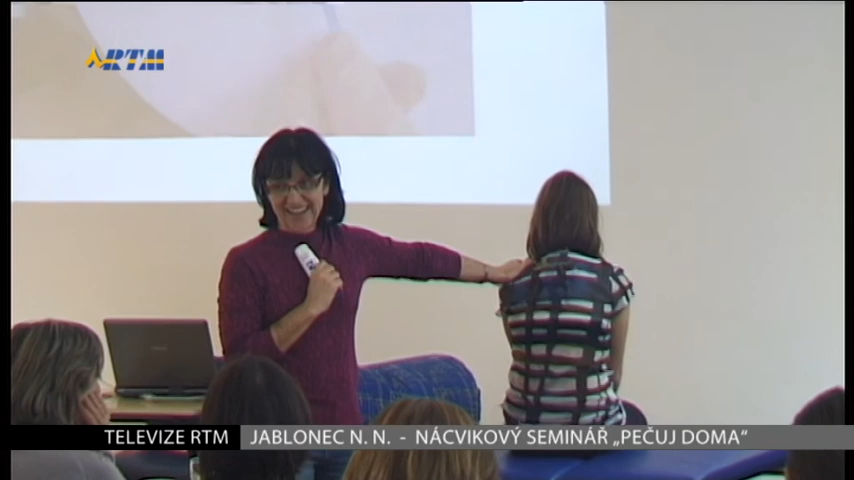 RTM
TELEVIZE RTM JABLONEC N. N. - NÁCVIKOVÝ SEMINÁŘ „PEČUJ DOMA“